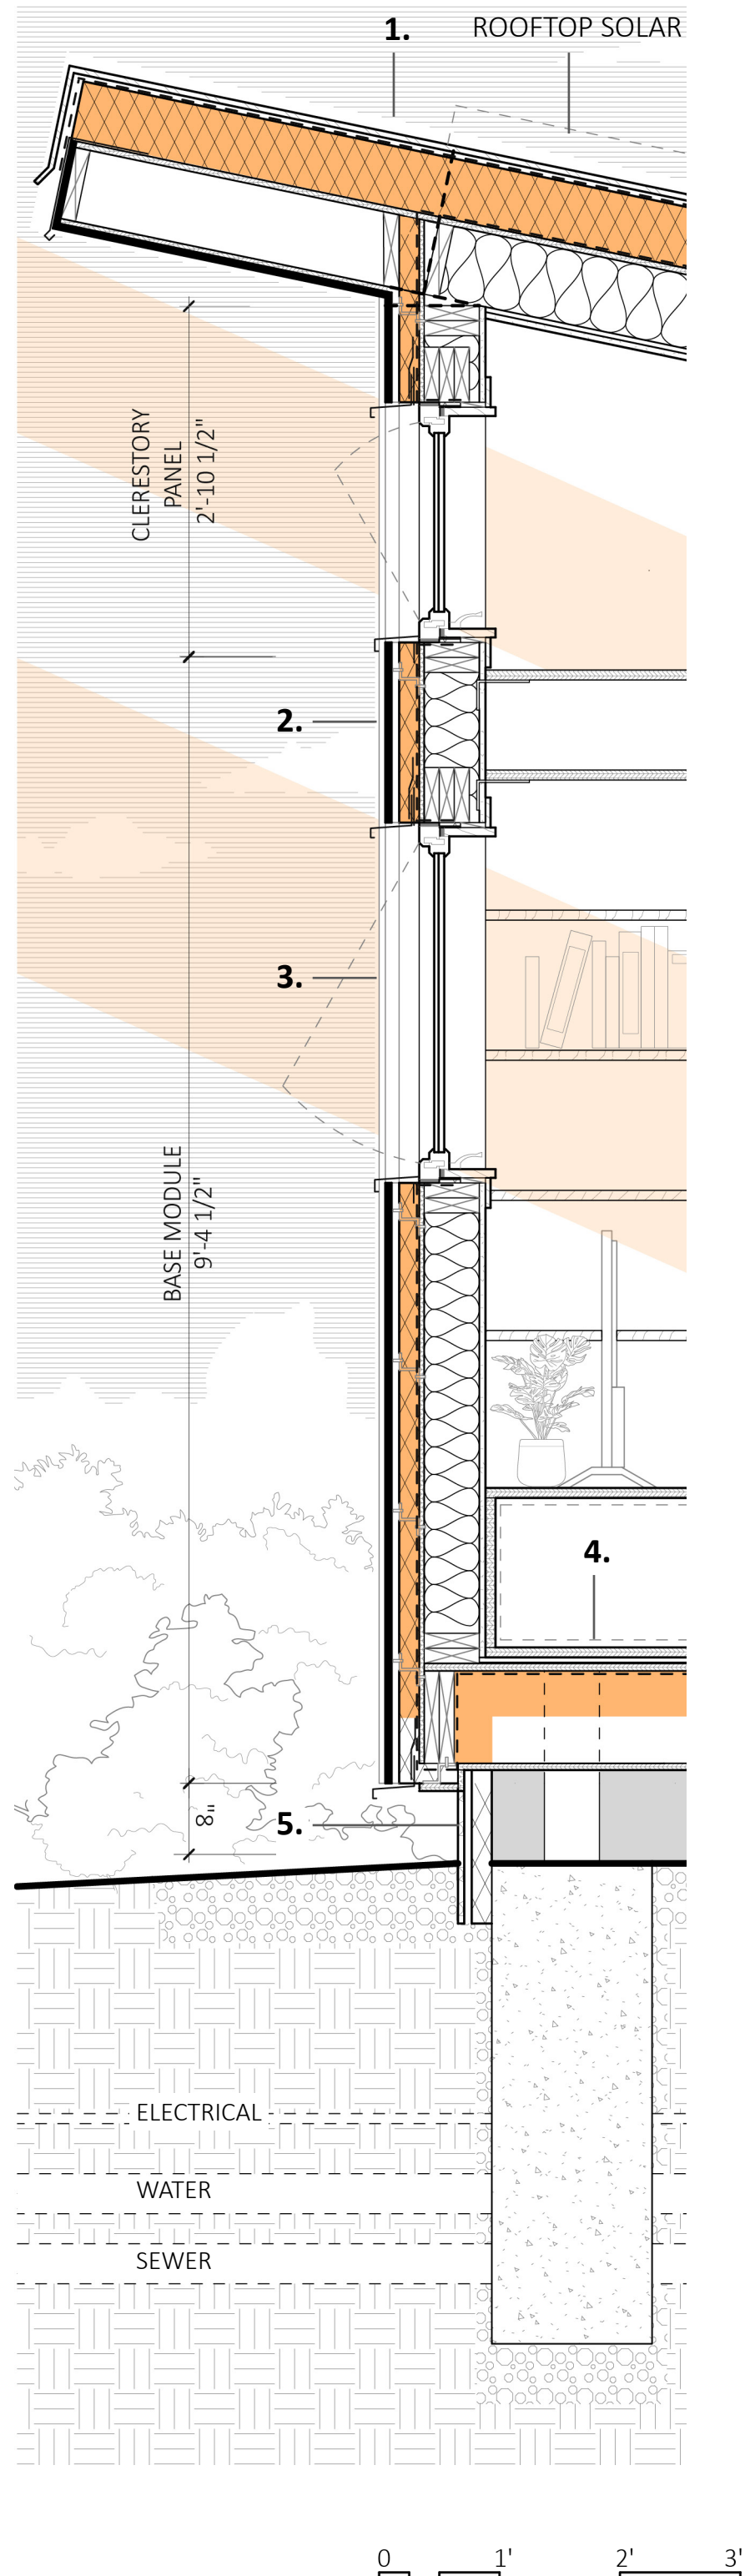 1. ROOFTOP SOLAR
CLERESTORY
PANEL
2'-10 1/2"
2.
3.
BASE MODULE
9'-4 1/2"
4.
8"
5.
ELECTRICAL
WATER
SEWER
0 1' 2' 3'